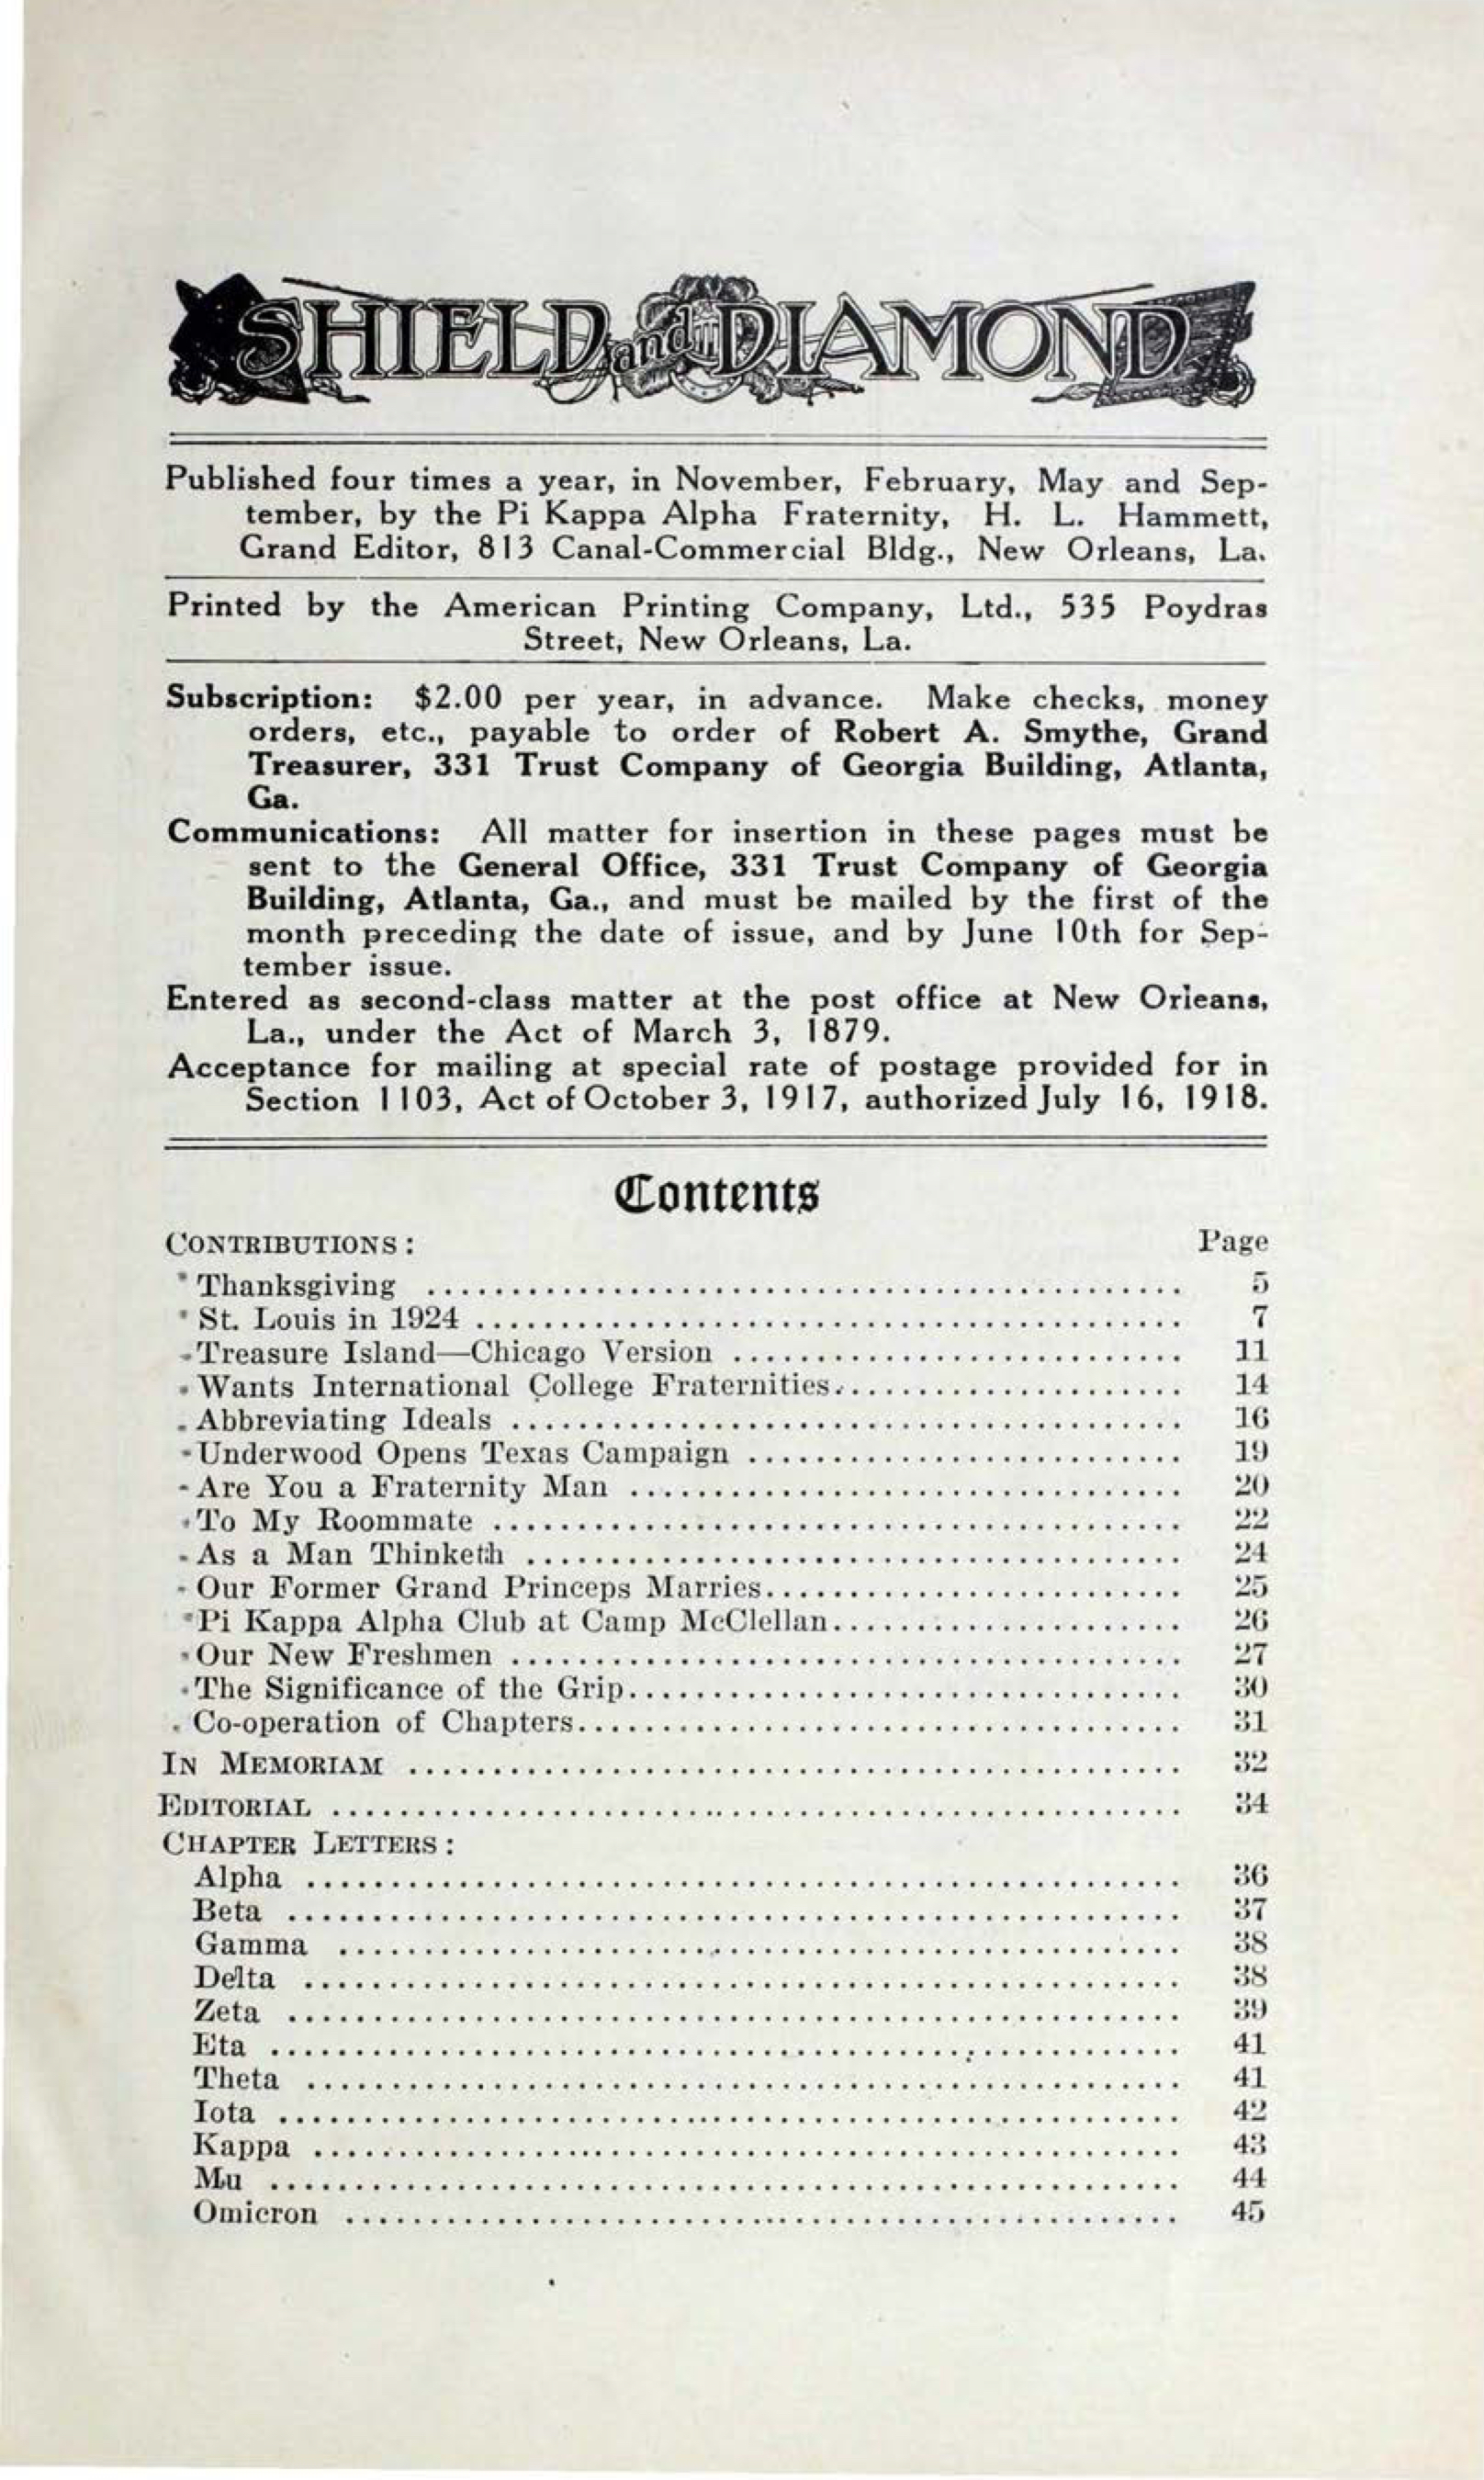 SHIELD and DIAMOND
Published four times a year, in November, February, May and Sep-
tember, by the Pi Kappa Alpha Fraternity, H. L. Hammett,
Grand Editor, 813 Canal-Commercial Bldg., New Orleans, La.
Printed by the American Printing Company, Ltd., 535 Poydras
Street, New Orleans, La.
Subscription: $2.00 per year, in advance. Make checks, money
orders, etc., payable to order of Robert A. Smythe, Grand
Treasurer, 331 Trust Company of Georgia Building, Atlanta,
Ga.
Communications: All matter for insertion in these pages must be
sent to the General Office, 331 Trust Company of Georgia
Building, Atlanta, Ga., and must be mailed by the first of the
month preceding the date of issue, and by June 10th for Sep-
tember issue.
Entered as second-class matter at the post office at New Orleans,
La., under the Act of March 3, 1879.
Acceptance for mailing at special rate of postage provided for in
Section 1103, Act of October 3, 1917, authorized July 16, 1918.
Contents
CONTRIBUTIONS: Page
Thanksgiving ........ 5
St. Louis in 1924 ........ 7
Treasure Island—Chicago Version ........ 11
Wants International College Fraternities ........ 14
Abbreviating Ideals ........ 16
Underwood Opens Texas Campaign ........ 19
Are You a Fraternity Man ........ 20
To My Roommate ........ 22
As a Man Thinketh ........ 24
Our Former Grand Princeps Marries ........ 25
Pi Kappa Alpha Club at Camp McClellan ........ 26
Our New Freshmen ........ 27
The Significance of the Grip ........ 30
Co-operation of Chapters ........ 31
IN MEMORIAM ........ 32
EDITORIAL ........ 34
CHAPTER LETTERS:
Alpha ........ 36
Beta ........ 37
Gamma ........ 38
Delta ........ 38
Zeta ........ 39
Eta ........ 41
Theta ........ 41
Iota ........ 42
Kappa ........ 43
Mu ........ 44
Omicron ........ 45